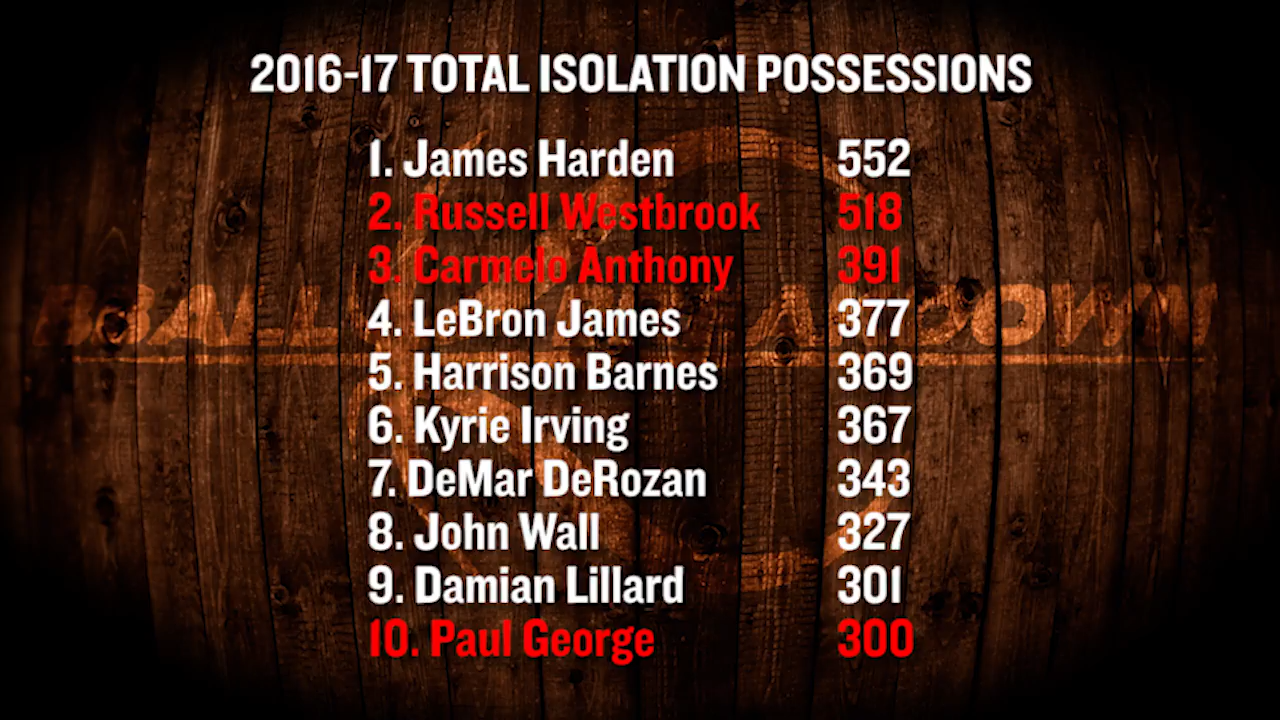 2016-17 TOTAL ISOLATION POSSESSIONS
1. James Harden 552
2. Russell Westbrook 518
3. Carmelo Anthony 391
4. LeBron James 377
5. Harrison Barnes 369
6. Kyrie Irving 367
7. DeMar DeRozan 343
8. John Wall 327
9. Damian Lillard 301
10. Paul George 300